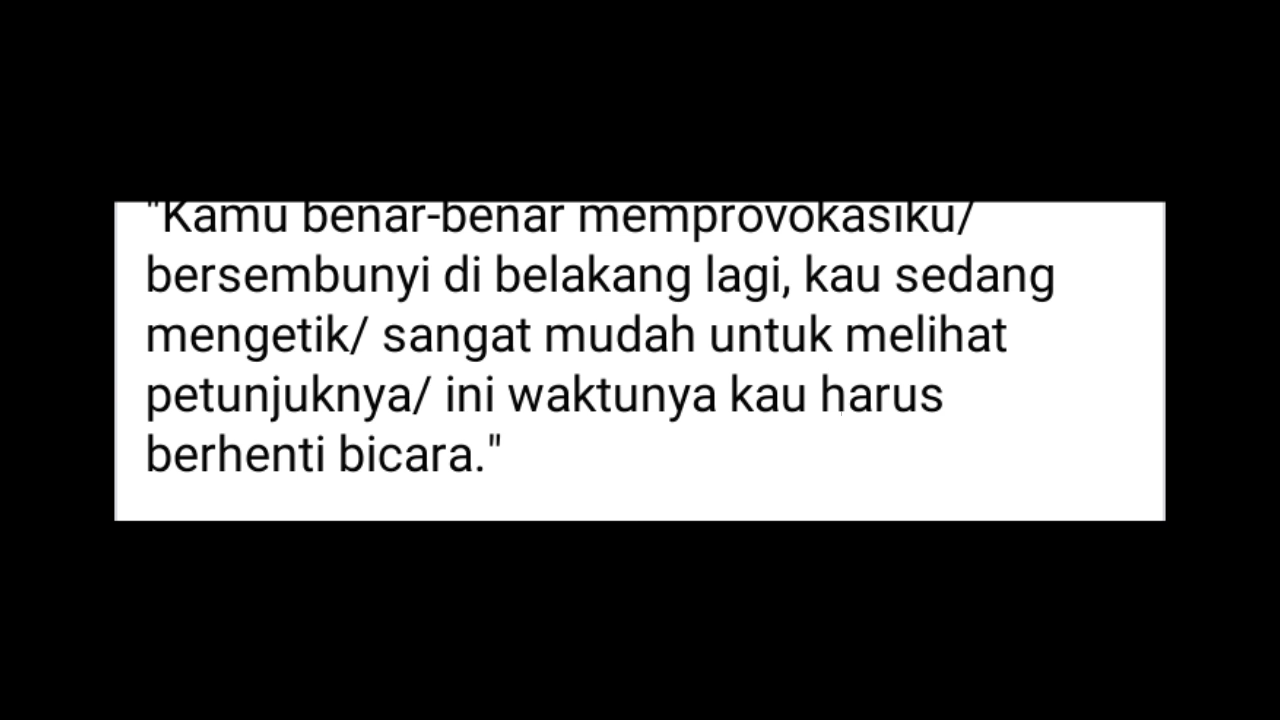 "Kamu benar-benar memprovokasiku/
bersembunyi di belakang lagi, kau sedang
mengetik/ sangat mudah untuk melihat
petunjuknya/ ini waktunya kau harus
berhenti bicara."